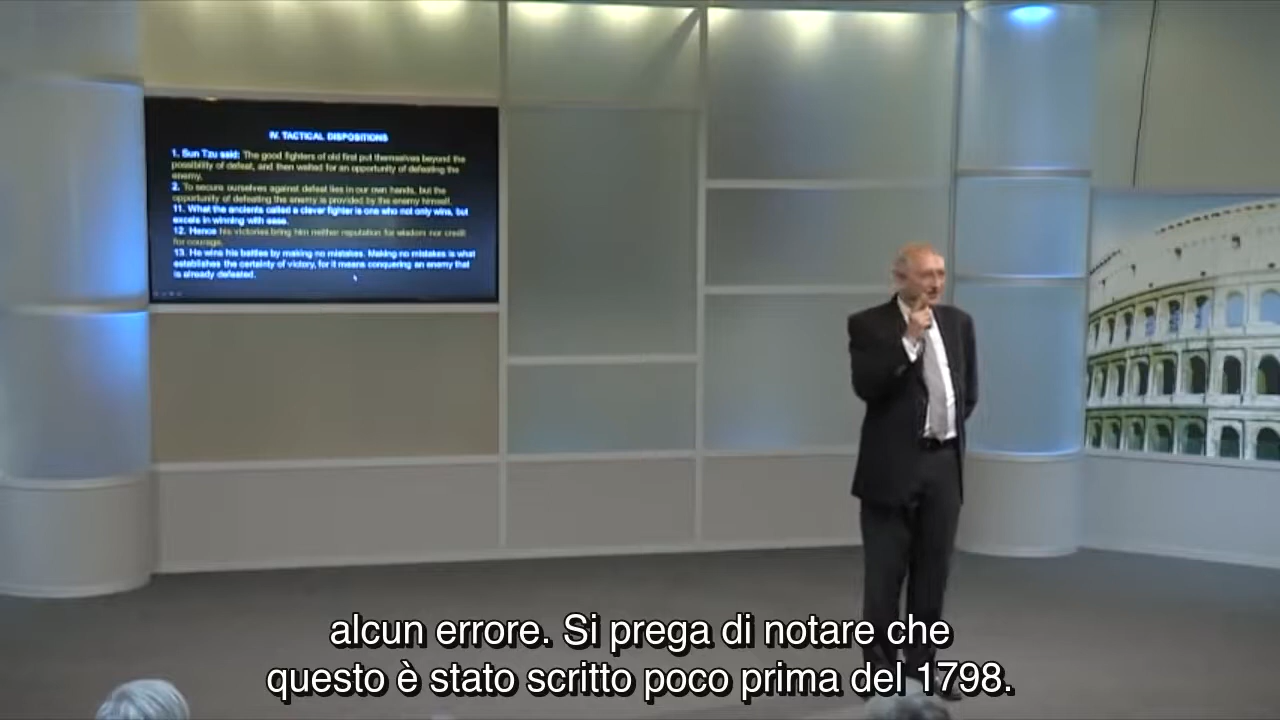 IV. TACTICAL DISPOSITIONS
1. Sun Tzu said: The good fighters of old first put themselves beyond the
possibility of defeat, and then waited for an opportunity of defeating the
enemy.
2. To secure ourselves against defeat lies in our own hands, but the
opportunity of defeating the enemy is provided by the enemy himself.
11. What the ancients called a clever fighter is one who not only wins, but
excels in winning with ease.
12. Hence his victories bring him neither reputation for wisdom nor credit
for courage.
13. He wins his battles by making no mistakes. Making no mistakes is what
establishes the certainty of victory, for it means conquering an enemy that
is already defeated.
alcun errore. Si prega di notare che
questo è stato scritto poco prima del 1798.